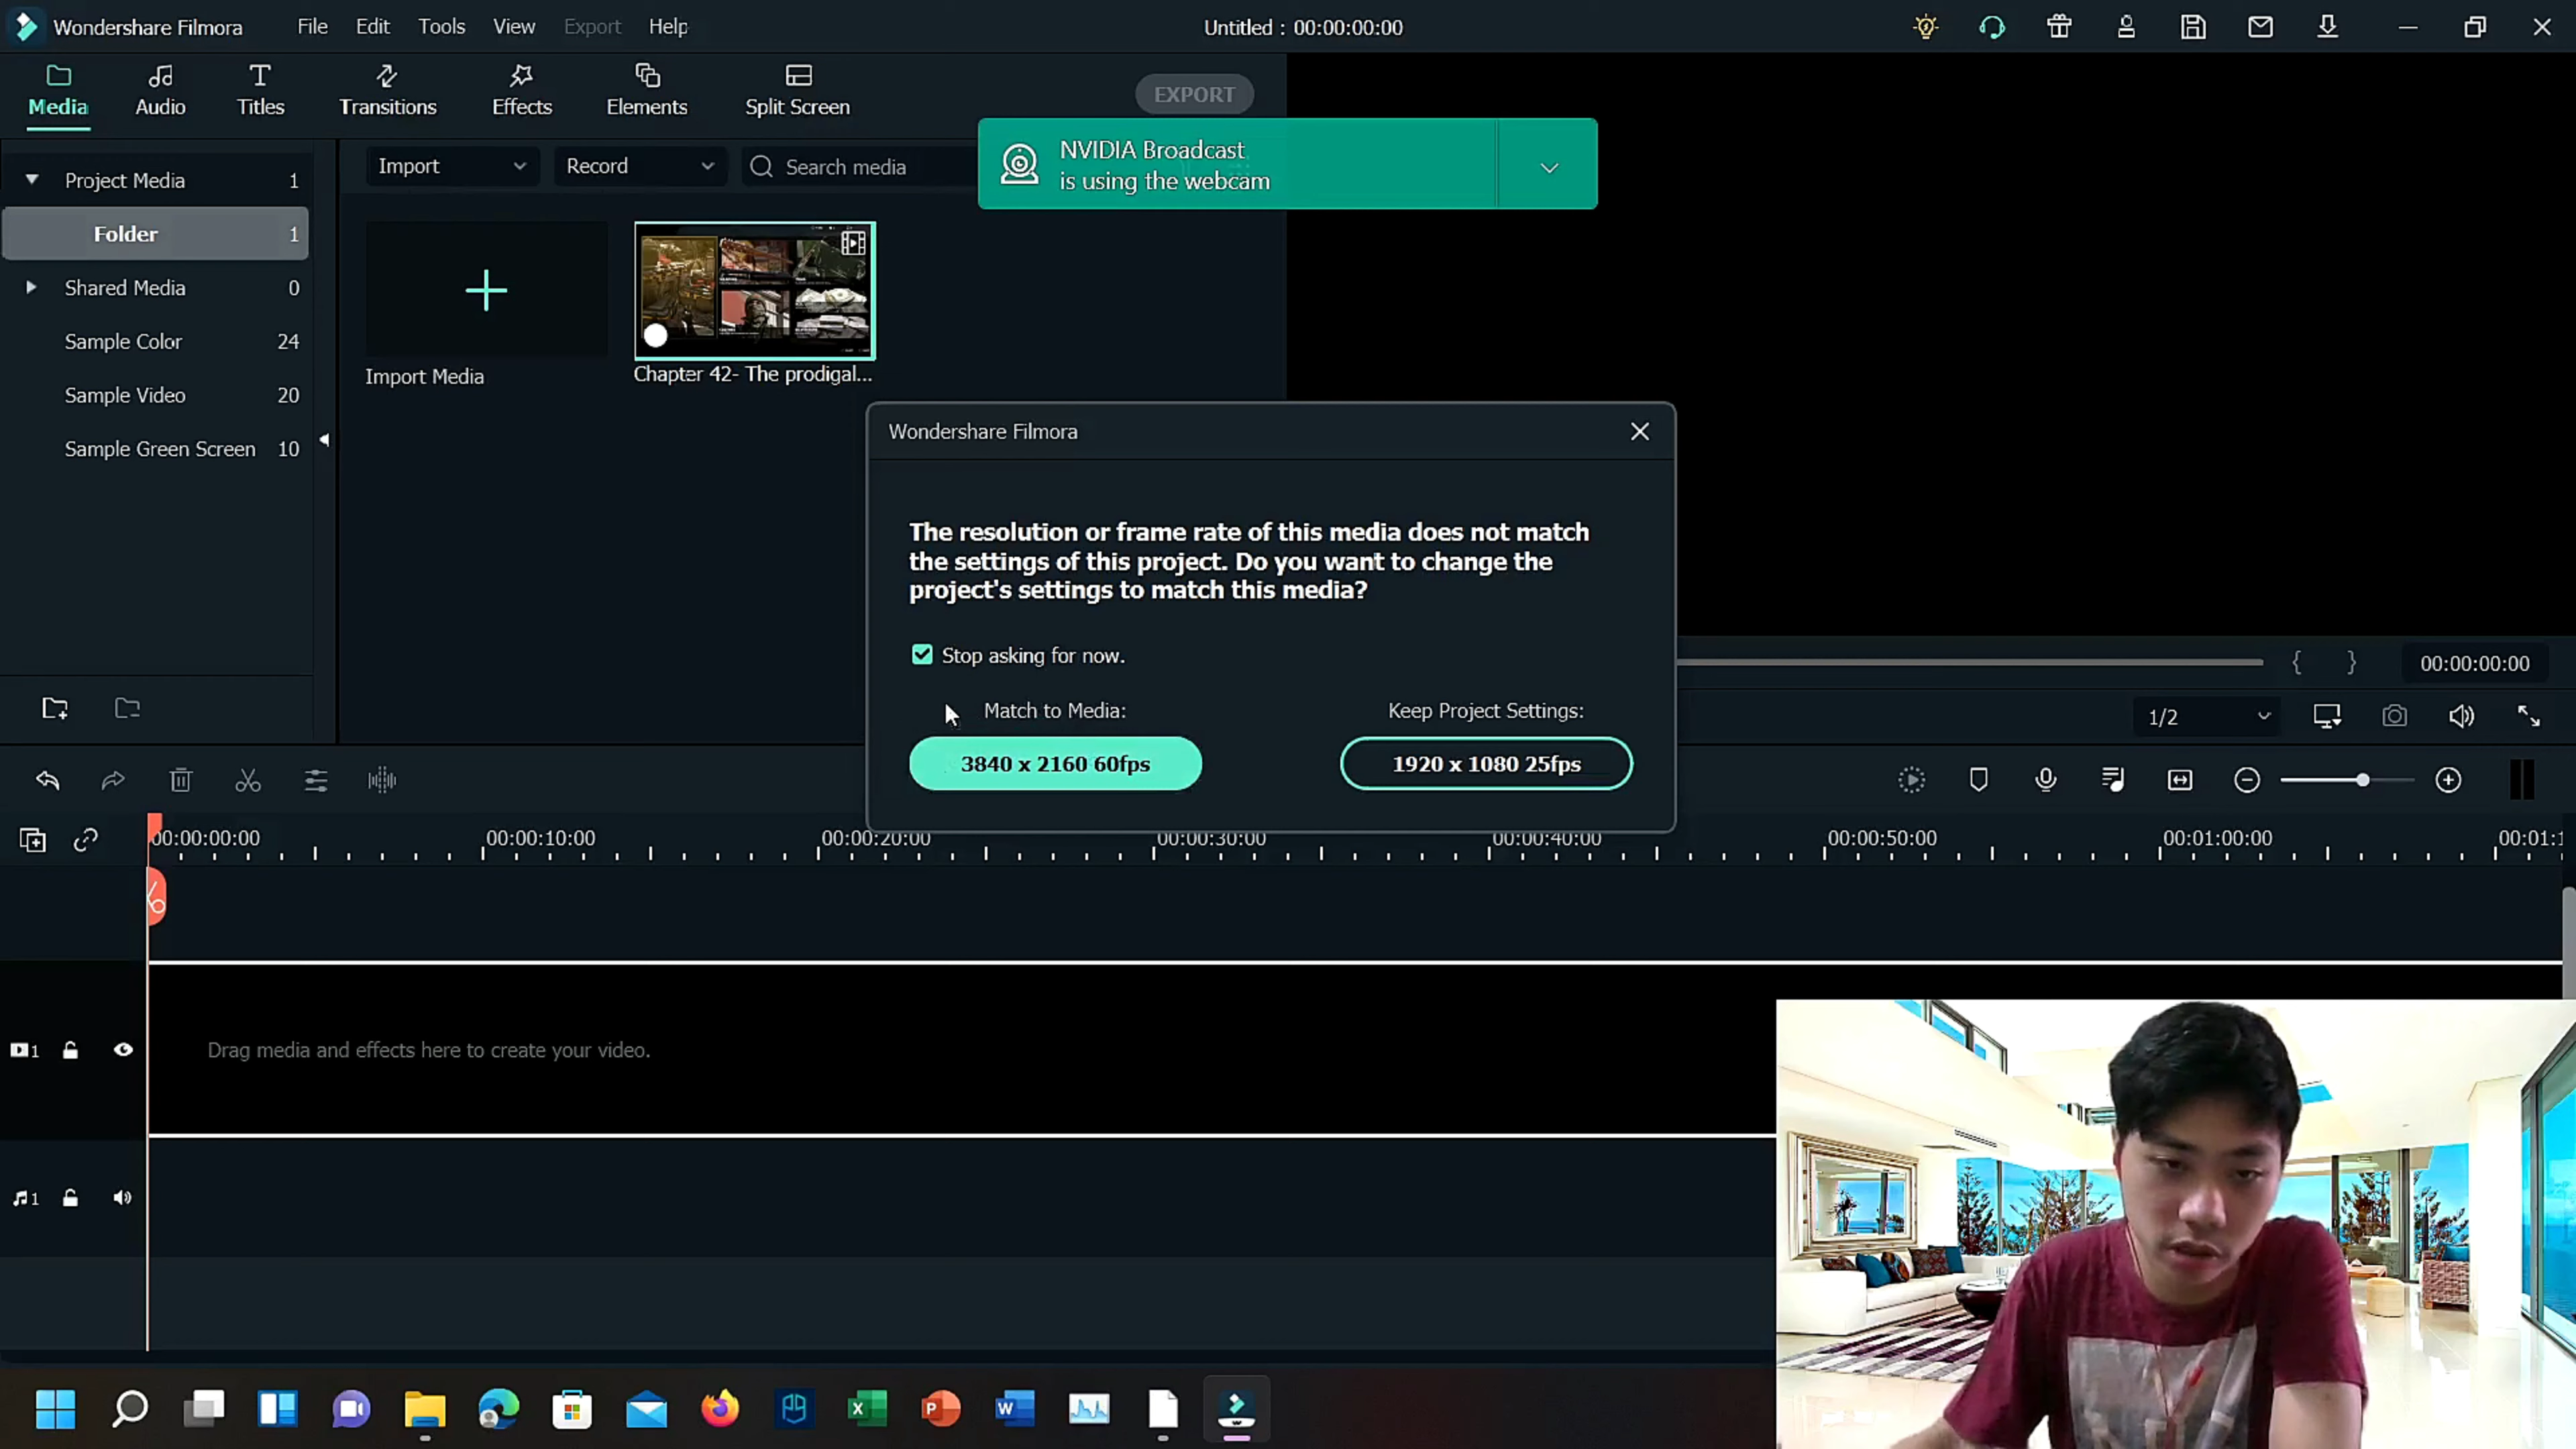 Wondershare Filmora
File Edit Tools View Export Help
Untitled : 00:00:00:00
Media Audio Titles Transitions Effects Elements Split Screen
EXPORT
NVIDIA Broadcast
is using the webcam
Import Record Search media
Project Media 1
Folder 1
Shared Media 0
Sample Color 24
Sample Video 20
Sample Green Screen 10
Import Media
Chapter 42- The prodigal...
Wondershare Filmora
The resolution or frame rate of this media does not match
the settings of this project. Do you want to change the
project's settings to match this media?
Stop asking for now.
Match to Media: Keep Project Settings:
3840 x 2160 60fps 1920 x 1080 25fps
{ } 00:00:00:00
1/2
00:00:00:00 00:00:10:00 00:00:20:00 00:00:30:00 00:00:40:00 00:00:50:00 00:01:00:00 00:01:1
1
Drag media and effects here to create your video.
1